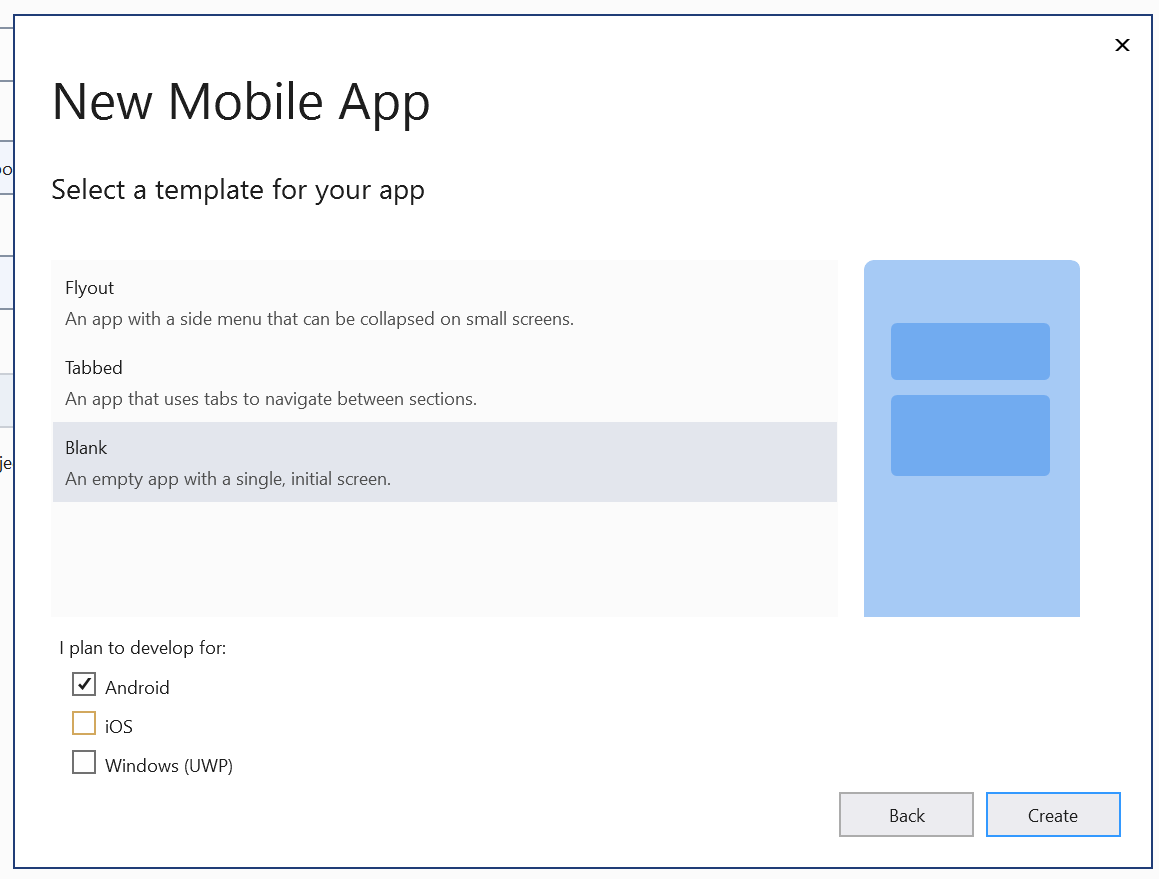 New Mobile App
Select a template for your app
Flyout
An app with a side menu that can be collapsed on small screens.
Tabbed
An app that uses tabs to navigate between sections.
Blank
An empty app with a single, initial screen.
I plan to develop for:
Android
iOS
Windows (UWP)
Back
Create